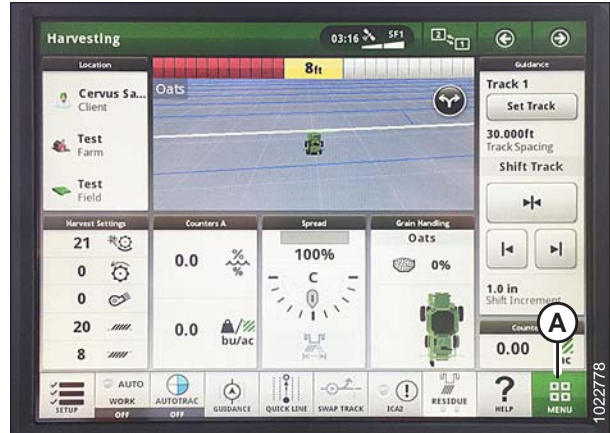 Harvesting
03:16
SF1
2
1
Location
Cervus Sa...
Client
Test
Farm
Test
Field
8ft
Oats
Guidance
Track 1
Set Track
30.000ft
Track Spacing
Shift Track
1.0 in
Shift Increment
Harvest Settings
21
0
0
20
8
Counters A
0.0 %
%
0.0
bu/ac
Spread
100%
C
Grain Handling
Oats
0%
0.00 ac
A
SETUP
AUTO
WORK
OFF
AUTOTRAC
OFF
GUIDANCE
QUICK LINE
SWAP TRACK
ICA2
RESIDUE
?
HELP
MENU
1022778